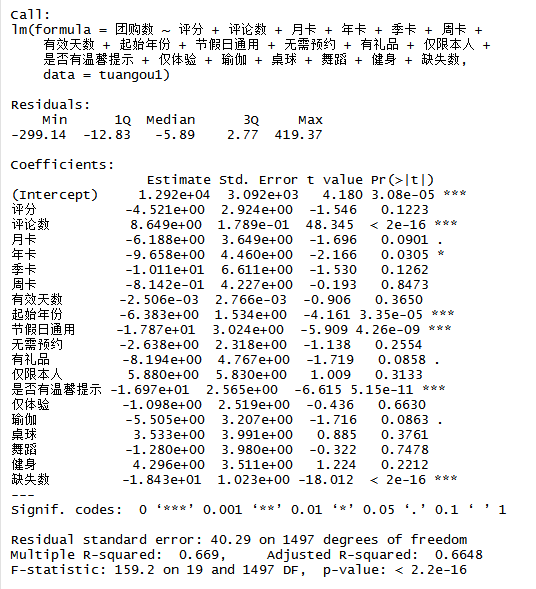 Call:
lm(formula = 团购数 ~ 评分 + 评论数 + 月卡 + 年卡 + 季卡 + 周卡 +
    有效天数 + 起始年份 + 节假日通用 + 无需预约 + 有礼品 + 仅限本人 +
    是否有温馨提示 + 仅体验 + 瑜伽 + 桌球 + 舞蹈 + 健身 + 缺失数,
    data = tuangou1)
Residuals:
    Min      1Q  Median      3Q     Max
-299.14  -12.83   -5.89    2.77  419.37
Coefficients:
                Estimate Std. Error t value Pr(>|t|)
(Intercept)    1.292e+04  3.092e+03   4.180 3.08e-05 ***
评分          -4.521e+00  2.924e+00  -1.546   0.1223
评论数         8.649e+00  1.789e-01  48.345  < 2e-16 ***
月卡          -6.188e+00  3.649e+00  -1.696   0.0901 .
年卡          -9.658e+00  4.460e+00  -2.166   0.0305 *
季卡          -1.011e+01  6.611e+00  -1.530   0.1262
周卡          -8.142e-01  4.227e+00  -0.193   0.8473
有效天数      -2.506e-03  2.766e-03  -0.906   0.3650
起始年份      -6.383e+00  1.534e+00  -4.161 3.35e-05 ***
节假日通用    -1.787e+01  3.024e+00  -5.909 4.26e-09 ***
无需预约      -2.638e+00  2.318e+00  -1.138   0.2554
有礼品        -8.194e+00  4.767e+00  -1.719   0.0858 .
仅限本人       5.880e+00  5.830e+00   1.009   0.3133
是否有温馨提示 -1.697e+01  2.565e+00  -6.615 5.15e-11 ***
仅体验        -1.098e+00  2.519e+00  -0.436   0.6630
瑜伽          -5.505e+00  3.207e+00  -1.716   0.0863 .
桌球           3.533e+00  3.991e+00   0.885   0.3761
舞蹈          -1.280e+00  3.980e+00  -0.322   0.7478
健身           4.296e+00  3.511e+00   1.224   0.2212
缺失数        -1.843e+01  1.023e+00 -18.012  < 2e-16 ***
---
Signif. codes:  0 ‘***’ 0.001 ‘**’ 0.01 ‘*’ 0.05 ‘.’ 0.1 ‘ ’ 1
Residual standard error: 40.29 on 1497 degrees of freedom
Multiple R-squared:  0.669,	Adjusted R-squared:  0.6648
F-statistic: 159.2 on 19 and 1497 DF,  p-value: < 2.2e-16